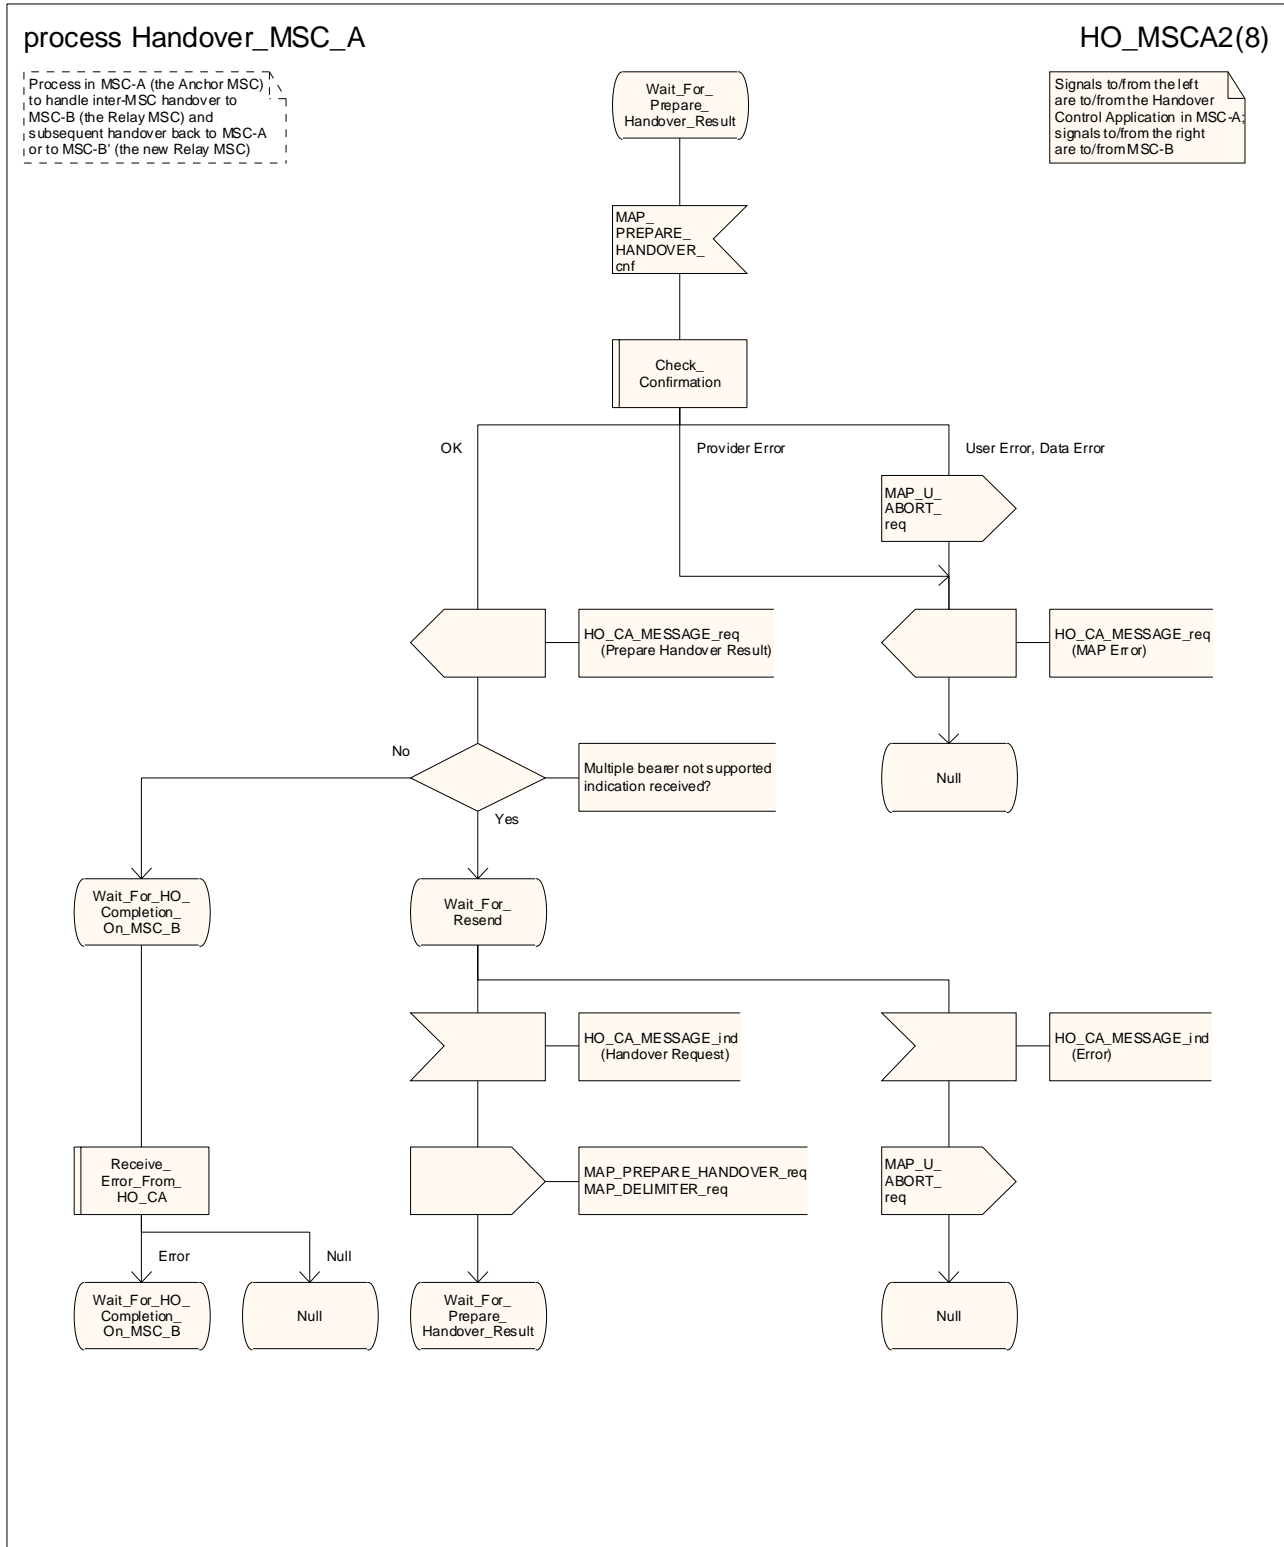 process Handover_MSC_A
HO_MSCA2(8)
Process in MSC-A (the Anchor MSC)
to handle inter-MSC handover to
MSC-B (the Relay MSC) and
subsequent handover back to MSC-A
or to MSC-B' (the new Relay MSC)
Wait_For_
Prepare_
Handover_Result
Signals to/from the left
are to/from the Handover
Control Application in MSC-A;
signals to/from the right
are to/from MSC-B
MAP_
PREPARE_
HANDOVER_
cnf
Check_
Confirmation
OK
Provider Error
User Error, Data Error
MAP_U_
ABORT_
req
HO_CA_MESSAGE_req
(Prepare Handover Result)
HO_CA_MESSAGE_req
(MAP Error)
No
Multiple bearer not supported
indication received?
Null
Yes
Wait_For_HO_
Completion_
On_MSC_B
Wait_For_
Resend
HO_CA_MESSAGE_ind
(Handover Request)
HO_CA_MESSAGE_ind
(Error)
Receive_
Error_From_
HO_CA
MAP_PREPARE_HANDOVER_req
MAP_DELIMITER_req
MAP_U_
ABORT_
req
Error
Null
Wait_For_HO_
Completion_
On_MSC_B
Null
Wait_For_
Prepare_
Handover_Result
Null